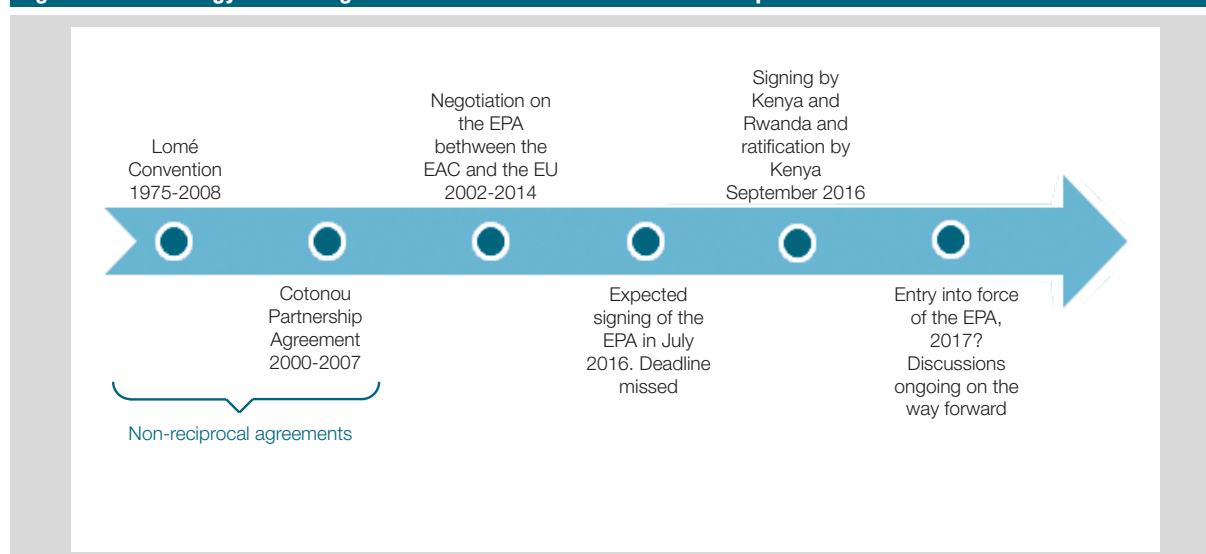 Lomé
Convention
1975-2008
Cotonou
Partnership
Agreement
2000-2007
Non-reciprocal agreements
Negotiation on
the EPA
bethween the
EAC and the EU
2002-2014
Expected
signing of the
EPA in July
2016. Deadline
missed
Signing by
Kenya and
Rwanda and
ratification by
Kenya
September 2016
Entry into force
of the EPA,
2017?
Discussions
ongoing on the
way forward